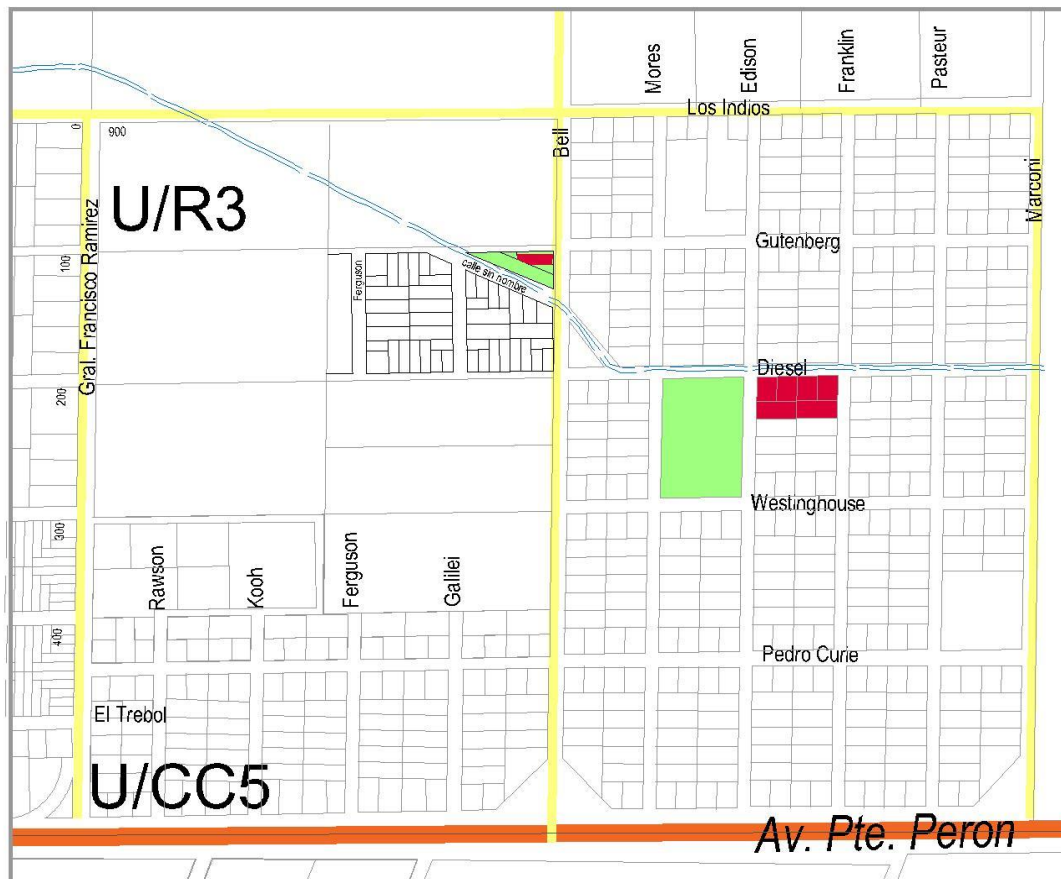 Mores
Edison
Franklin
Pasteur
Los Indios
0
900
Bell
Marconi
U/R3
Gral. Francisco Ramirez
Gutenberg
100
calle sin nombre
Ferguson
Diesel
200
Westinghouse
300
Rawson
Kooh
Ferguson
Galilei
400
Pedro Curie
El Trebol
U/CC5
Av. Pte. Peron